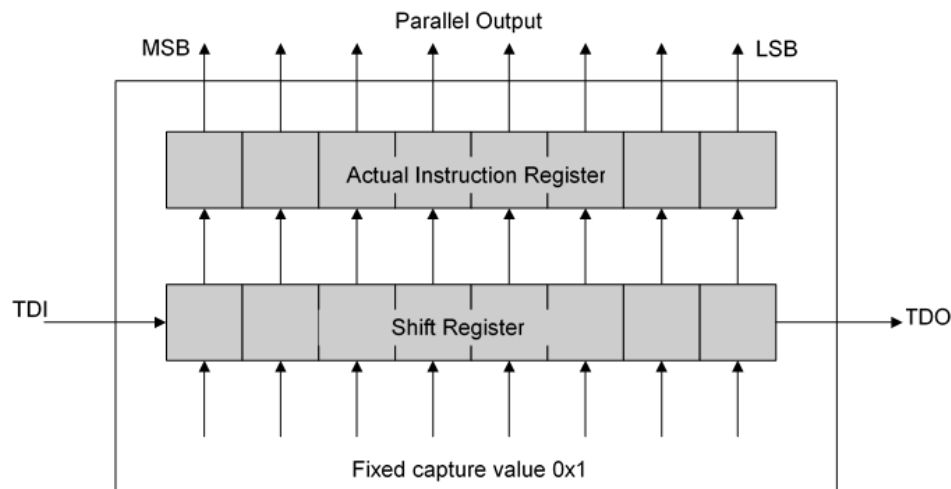 Parallel Output
MSB
LSB
Actual Instruction Register
TDI
Shift Register
TDO
Fixed capture value 0x1